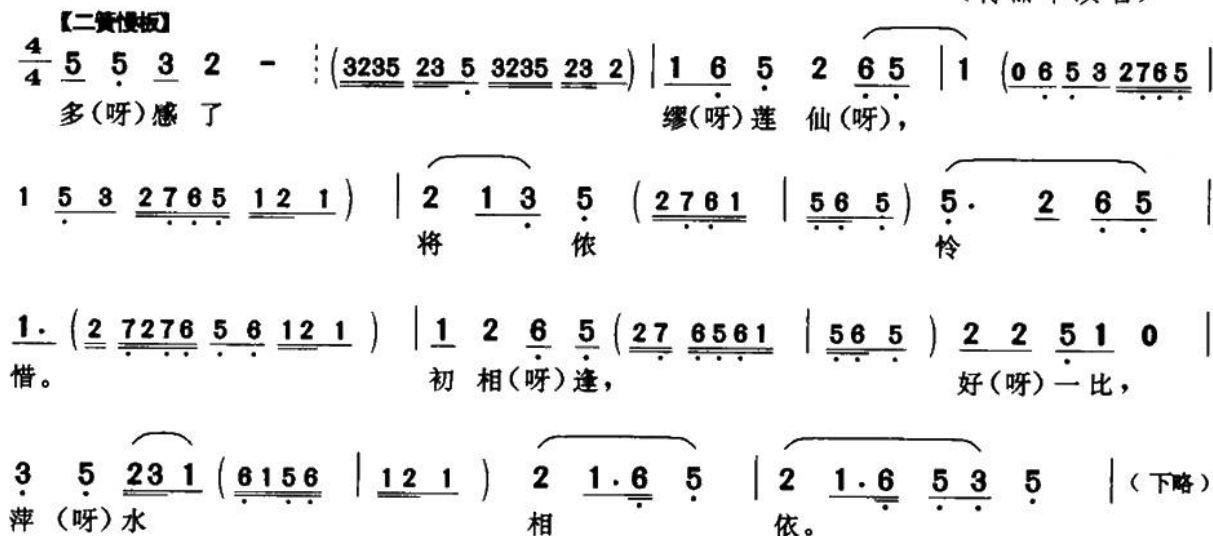 【二簧慢板】
4/4 5 5 3 2 - ┊ (3235 23 5 3235 23 2) | 1 6 5 2 6 5 | 1 (0 6 5 3 2765 |
多(呀)感 了 缪(呀)莲 仙(呀),
1 5 3 2765 12 1) | 2 1 3 5 (2761 | 56 5) 5. 2 6 5 |
将 依 怜
1. (2 7276 5 6 12 1) | 1 2 6 5 (27 6561 | 56 5) 2 2 5 1 0 |
惜。 初 相(呀)逢, 好(呀)一比,
3 5 23 1 (6156 | 12 1) 2 1.6 5 | 2 1.6 5 3 5 | (下略)
萍 (呀)水 相 依。